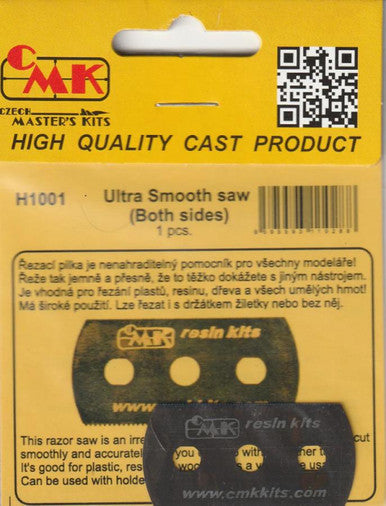 CMK
CZECH
MASTER'S KITS
HIGH QUALITY CAST PRODUCT
H1001
Ultra Smooth saw
(Both sides)
1 pcs.
Řezací pilka je nenahraditelný pomocník pro všechny modeláře!
Řeže tak jemně a přesně, že to těžko dokážete s jiným nástrojem.
Je vhodná pro řezání plastů, resinu, dřeva a všech umělých hmot!
Má široké použití. Lze řezat i s držátkem žiletky nebo bez něj.
CMK resin kits
www.
This razor saw is an
smoothly and accurate you
It's good for plastic, wo
Can be used with holde
CMK resin kits
www.cmkkits.com